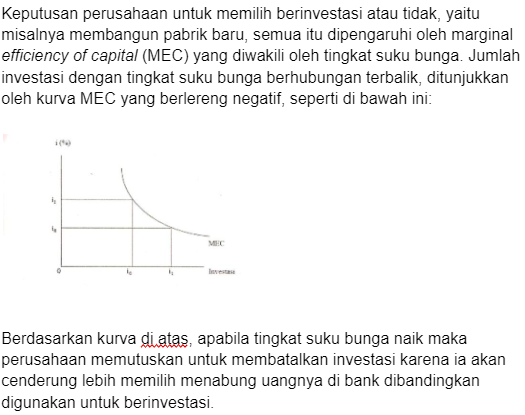 Keputusan perusahaan untuk memilih berinvestasi atau tidak, yaitu
misalnya membangun pabrik baru, semua itu dipengaruhi oleh marginal
efficiency of capital (MEC) yang diwakili oleh tingkat suku bunga. Jumlah
investasi dengan tingkat suku bunga berhubungan terbalik, ditunjukkan
oleh kurva MEC yang berlereng negatif, seperti di bawah ini:
i (%)
MEC
0
Investasi
Berdasarkan kurva di atas, apabila tingkat suku bunga naik maka
perusahaan memutuskan untuk membatalkan investasi karena ia akan
cenderung lebih memilih menabung uangnya di bank dibandingkan
digunakan untuk berinvestasi.